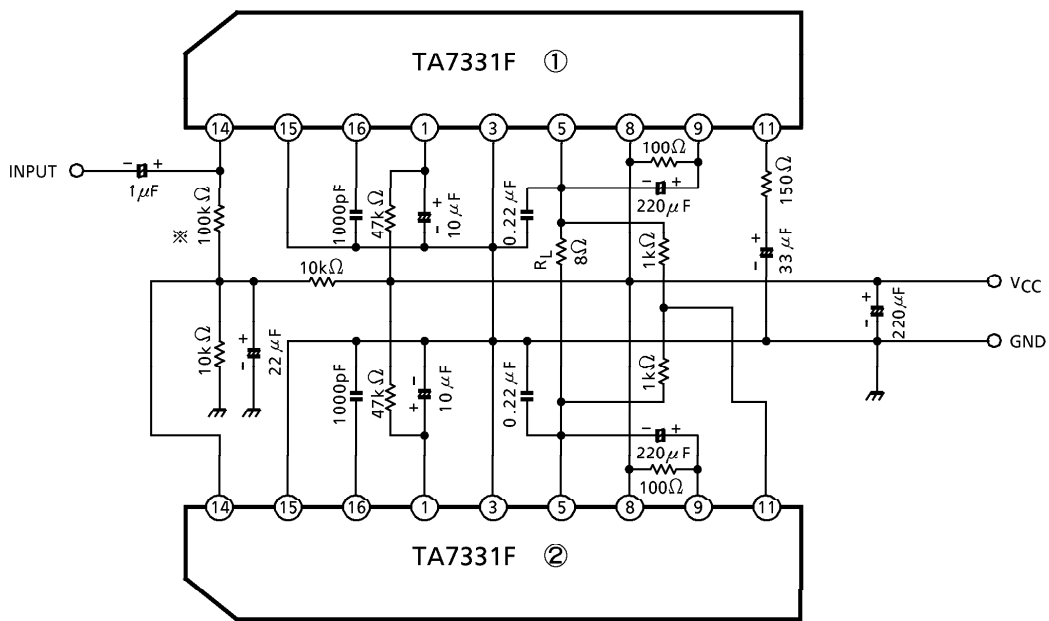 TA7331F ①
14 15 16 1 3 5 8 9 11
INPUT
− +
1μF
※ 100kΩ
1000pF
47kΩ
+ − 10μF
0.22μF
100Ω
− +
220μF
150Ω
RL 8Ω
1kΩ
+ − 33μF
10kΩ
VCC
+ − 220μF
GND
10kΩ
+ − 22μF
1000pF
47kΩ
− + 10μF
0.22μF
1kΩ
− +
220μF
100Ω
14 15 16 1 3 5 8 9 11
TA7331F ②